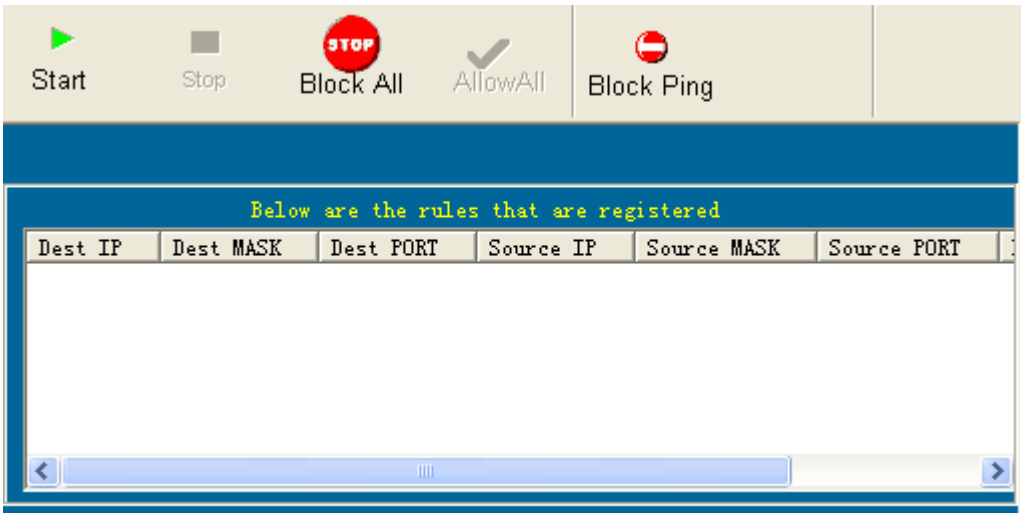 STOP
Start Stop Block All AllowAll Block Ping
Below are the rules that are registered
Dest IP Dest MASK Dest PORT Source IP Source MASK Source PORT